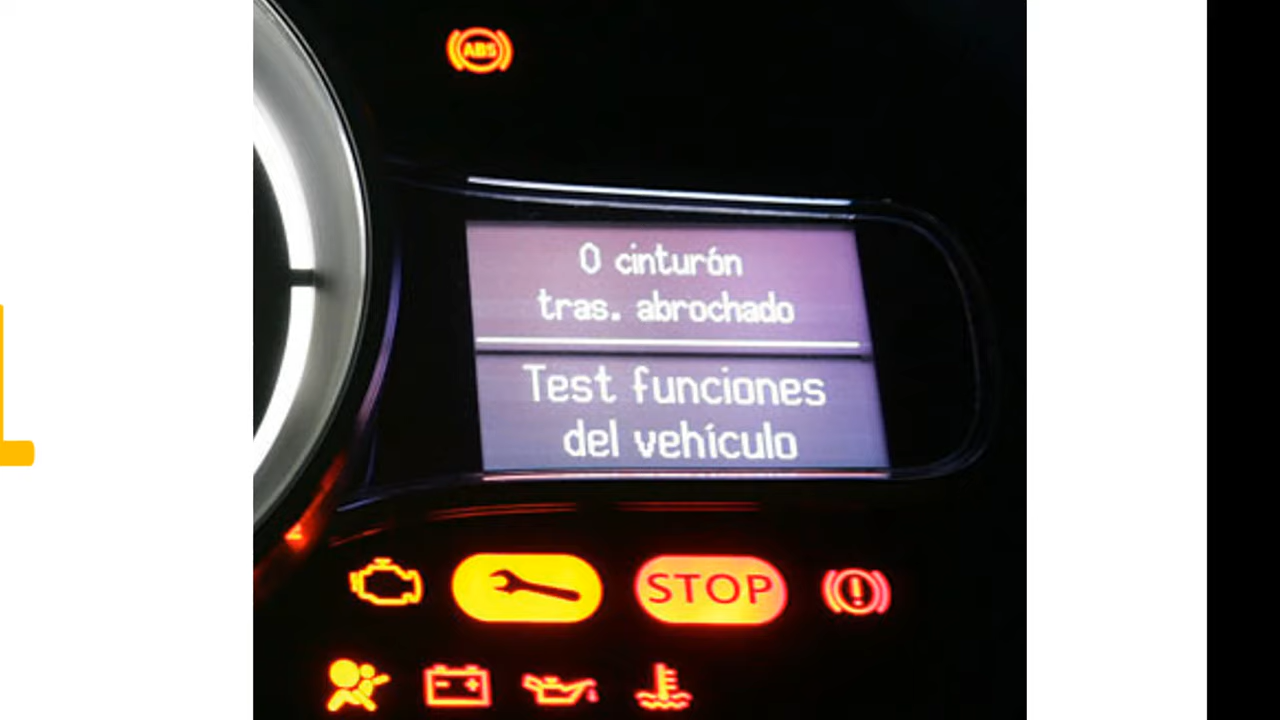 ABS
0 cinturón
tras. abrochado
Test funciones
del vehículo
STOP